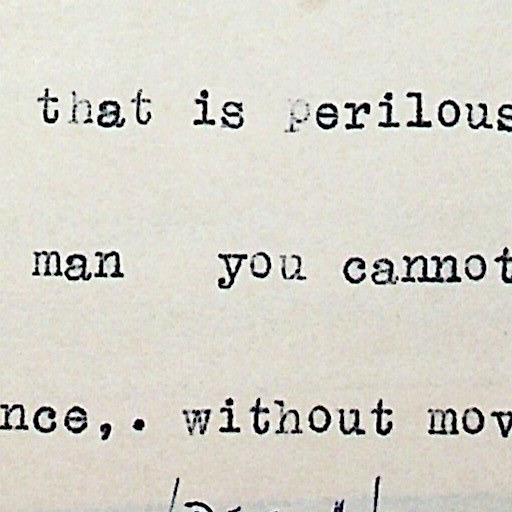 that is perilous
man you cannot
nce,. without mov